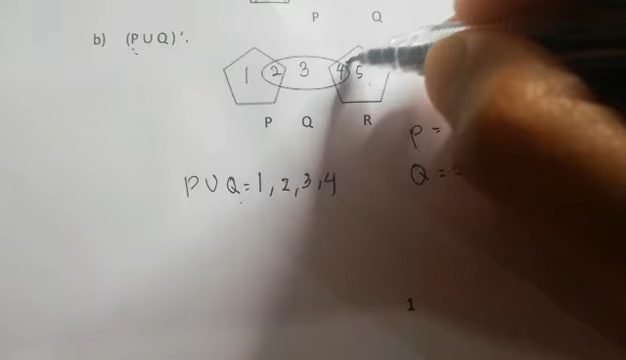 P Q
b) (P U Q)'.
1 2 3 4 5
P Q R
P =
P U Q = 1, 2, 3, 4
Q =
1